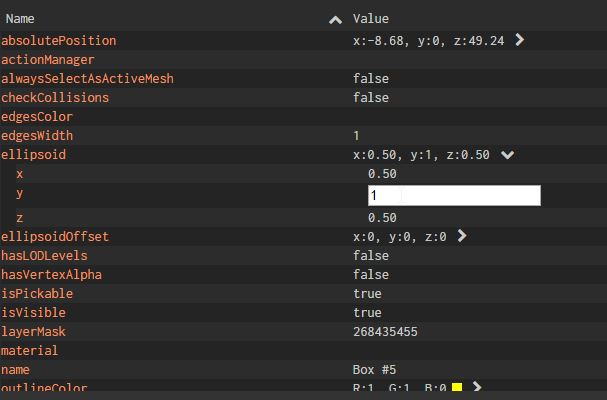 Name Value
absolutePosition x:-8.68, y:0, z:49.24
actionManager
alwaysSelectAsActiveMesh false
checkCollisions false
edgesColor
edgesWidth 1
ellipsoid x:0.50, y:1, z:0.50
x 0.50
y 1
z 0.50
ellipsoidOffset x:0, y:0, z:0
hasLODLevels false
hasVertexAlpha false
isPickable true
isVisible true
layerMask 268435455
material
name Box #5
outlineColor R:1, G:1, B:0